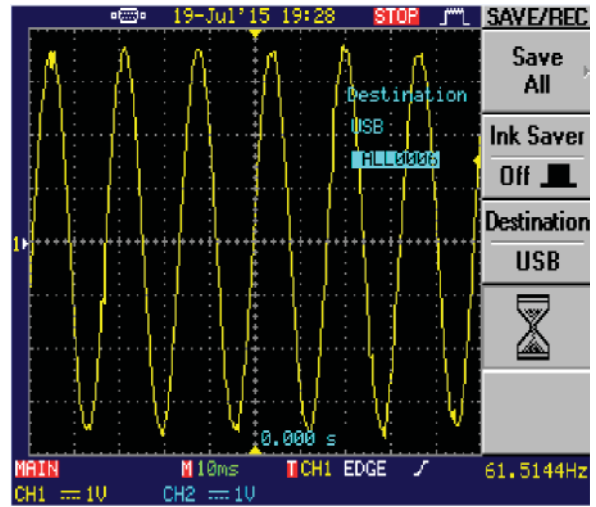 19-Jul'15 19:28 STOP SAVE/REC
Save
All
Destination
USB
ALL0006
Ink Saver
Off
Destination
USB
1
0.000 s
MAIN M 10ms T CH1 EDGE 61.5144Hz
CH1 1V CH2 1V